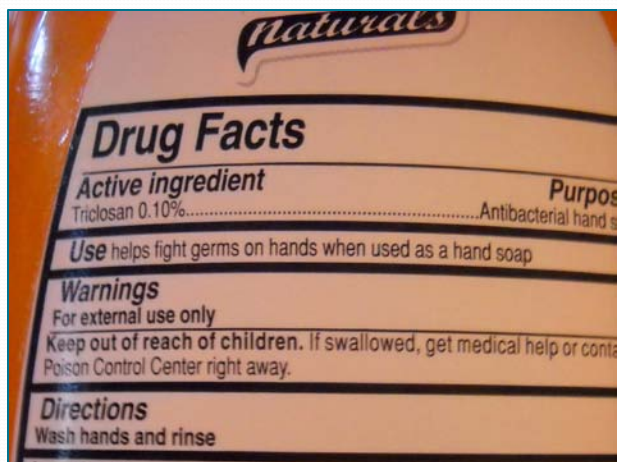 naturals
Drug Facts
Active ingredient Purpos
Triclosan 0.10%......................................................Antibacterial hand s
Use helps fight germs on hands when used as a hand soap
Warnings
For external use only
Keep out of reach of children. If swallowed, get medical help or conta
Poison Control Center right away.
Directions
Wash hands and rinse